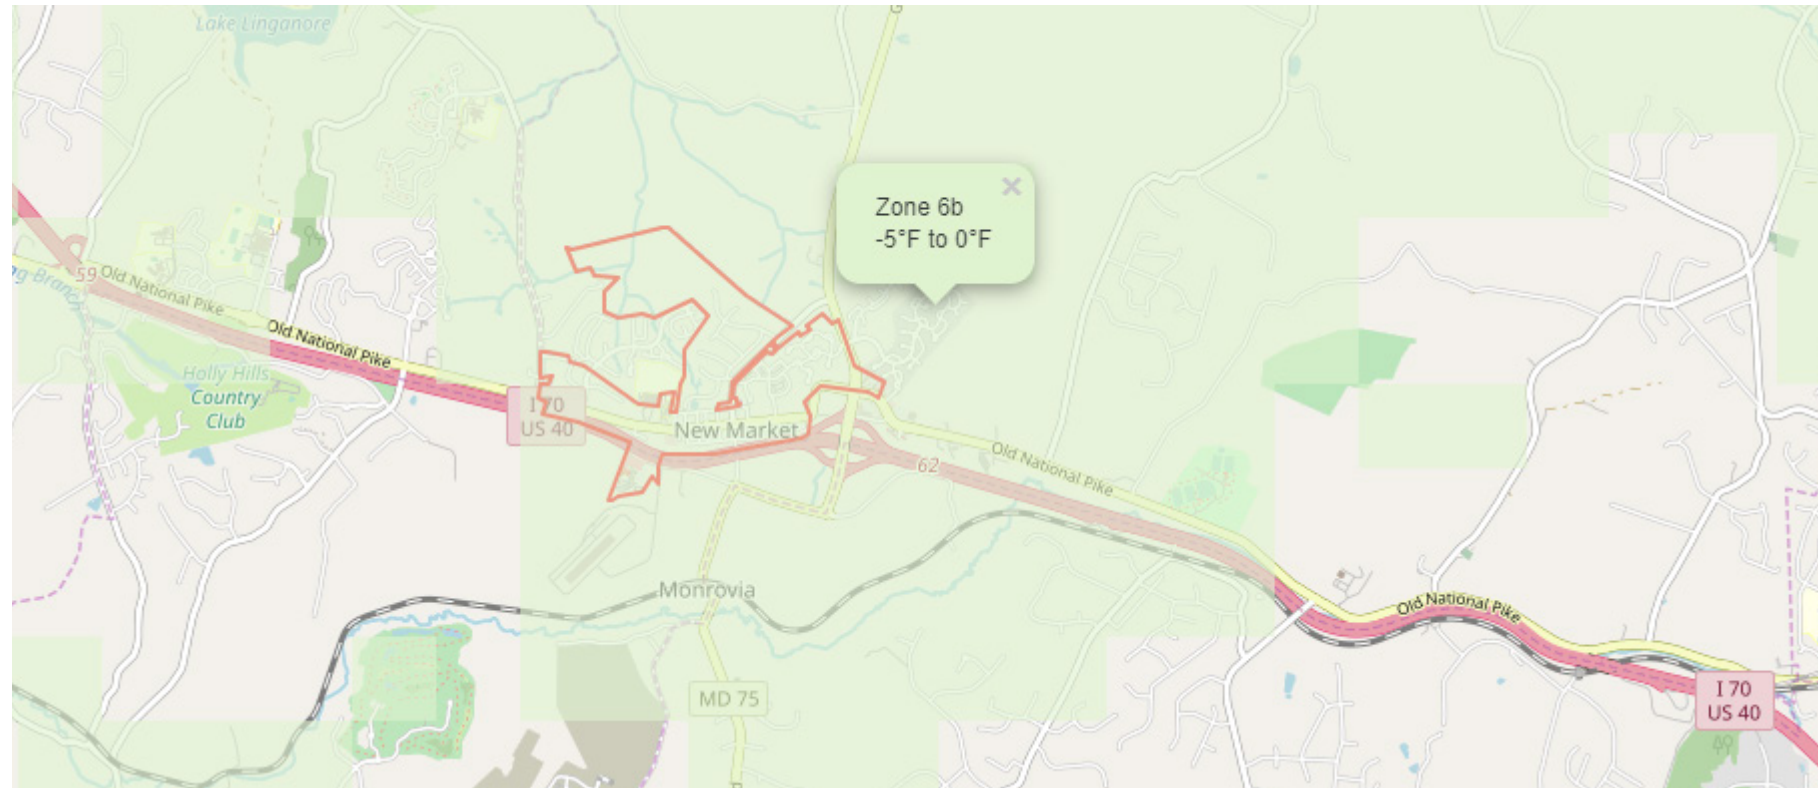 Lake Linganore
G
Zone 6b
-5°F to 0°F
59
Old National Pike
g Branch
Old National Pike
Holly Hills
Country
Club
I 70
US 40
New Market
62
Old National Pike
Monrovia
MD 75
Old National Pike
I 70
US 40